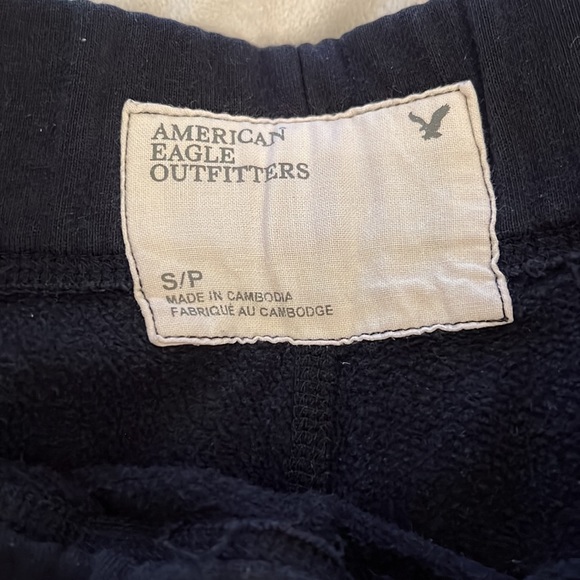 AMERICAN
EAGLE
OUTFITTERS
S/P
MADE IN CAMBODIA
FABRIQUÉ AU CAMBODGE